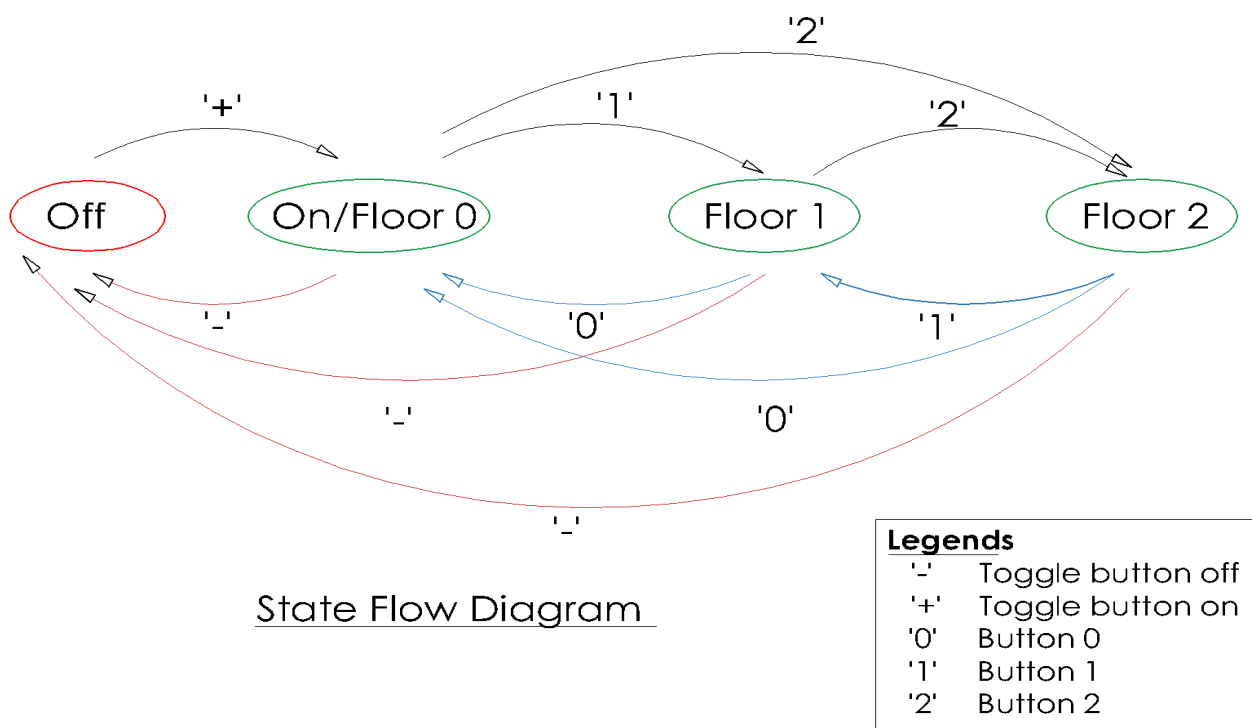 '2'
'+'
'1'
'2'
Off
On/Floor 0
Floor 1
Floor 2
'-'
'0'
'1'
'-'
'0'
'-'
State Flow Diagram
Legends
'-' Toggle button off
'+' Toggle button on
'0' Button 0
'1' Button 1
'2' Button 2